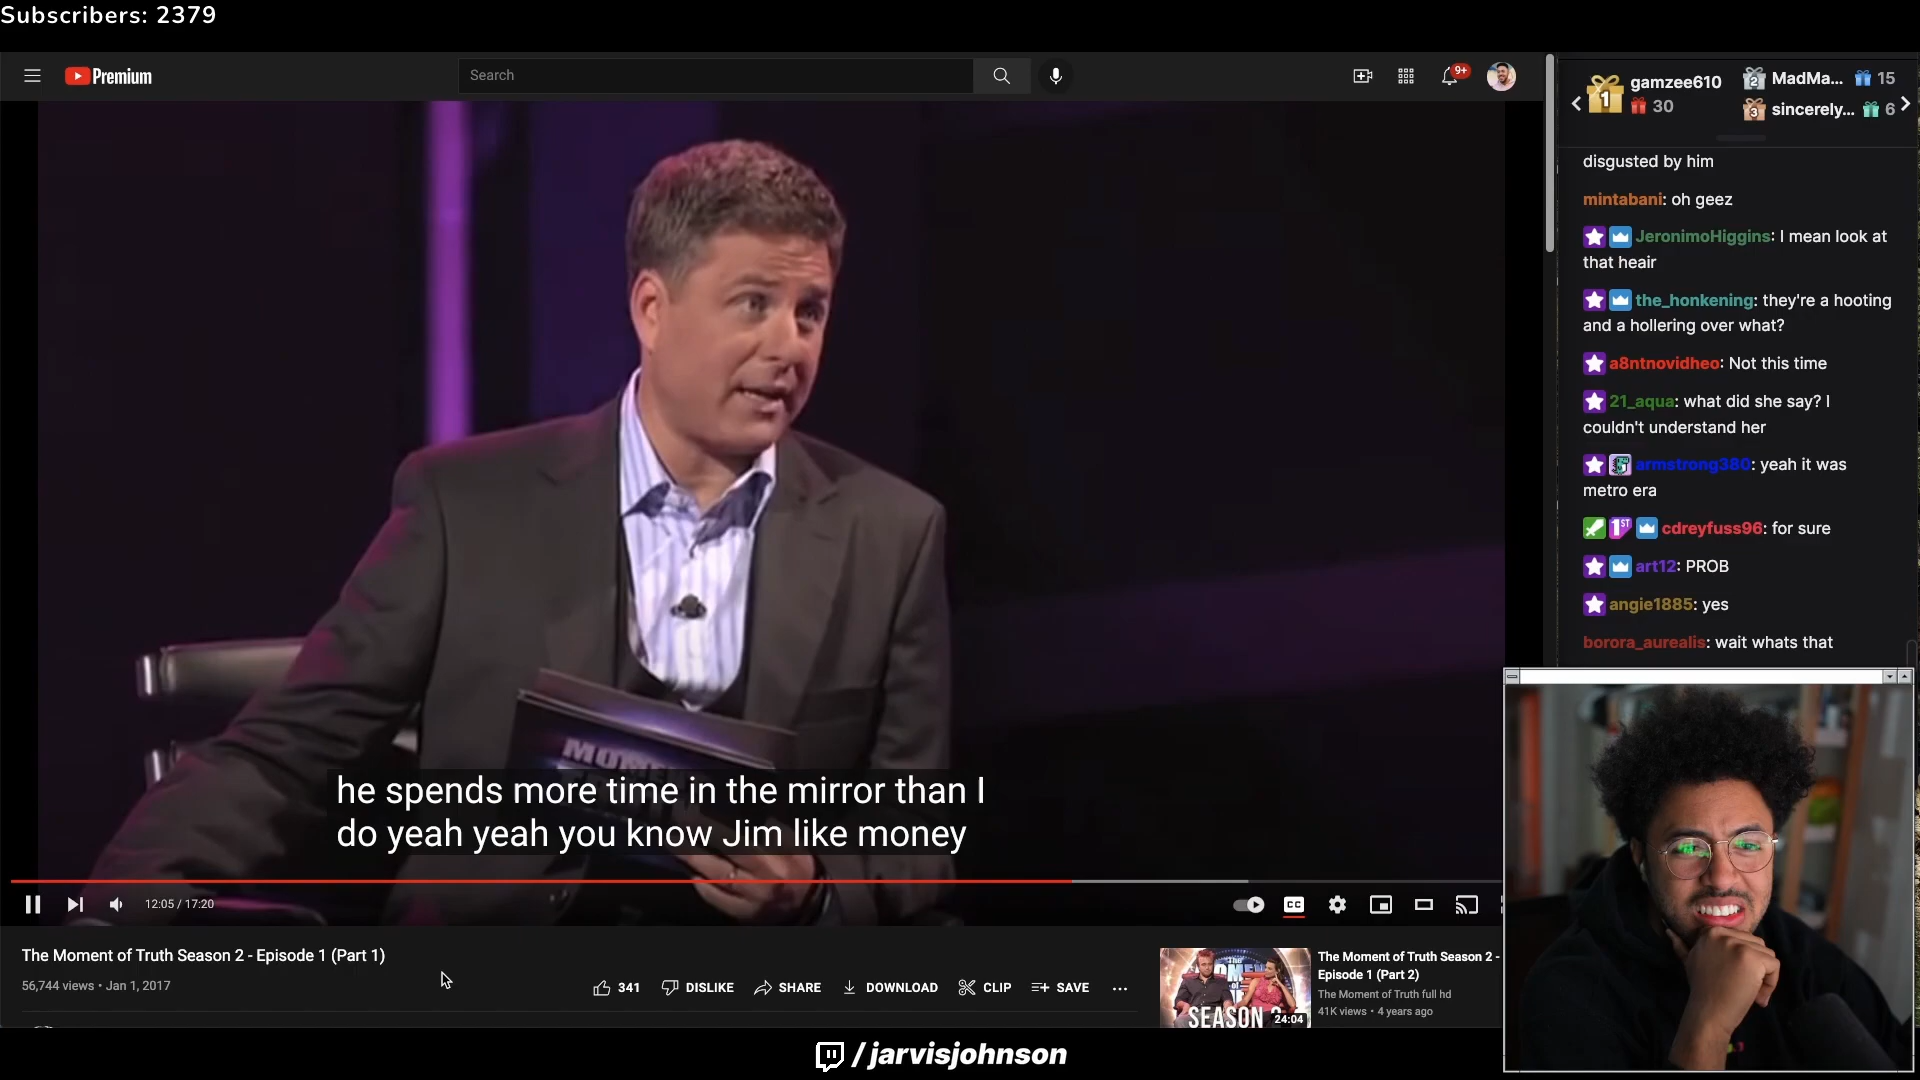 Subscribers: 2379
Premium
Search
9+
1
gamzee610
30
2
MadMa...
15
3
sincerely...
6
disgusted by him
mintabani: oh geez
JeronimoHiggins: I mean look at
that heair
the_honkening: they're a hooting
and a hollering over what?
a8ntnovidheo: Not this time
21_aqua: what did she say? I
couldn't understand her
armstrong380: yeah it was
metro era
1ST cdreyfuss96: for sure
art12: PROB
angie1885: yes
borora_aurealis: wait whats that
he spends more time in the mirror than I
do yeah yeah you know Jim like money
12:05 / 17:20
CC
The Moment of Truth Season 2 - Episode 1 (Part 1)
56,744 views • Jan 1, 2017
341
DISLIKE
SHARE
DOWNLOAD
CLIP
SAVE
SEASON
24:04
The Moment of Truth Season 2 -
Episode 1 (Part 2)
The Moment of Truth full hd
41K views • 4 years ago
/jarvisjohnson